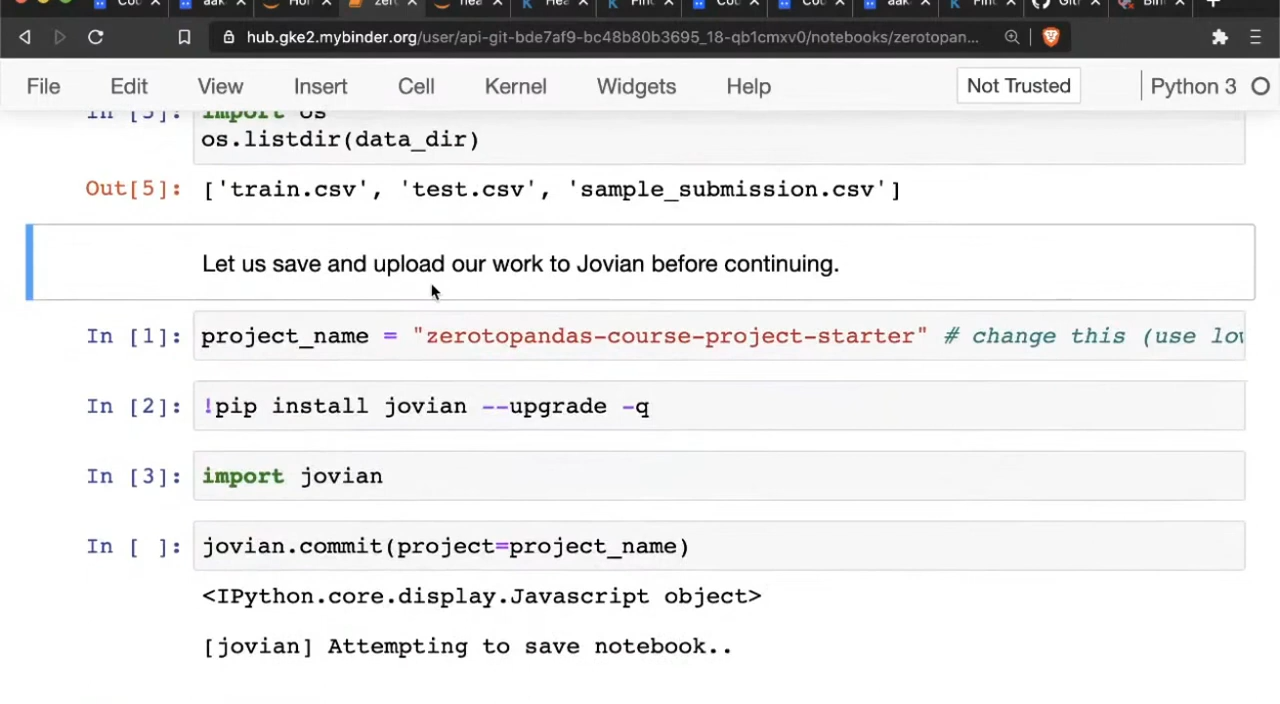 hub.gke2.mybinder.org/user/api-git-bde7af9-bc48b80b3695_18-qb1cmxv0/notebooks/zerotopan...
File Edit View Insert Cell Kernel Widgets Help Not Trusted Python 3
import os
os.listdir(data_dir)
Out[5]: ['train.csv', 'test.csv', 'sample_submission.csv']
Let us save and upload our work to Jovian before continuing.
In [1]: project_name = "zerotopandas-course-project-starter" # change this (use
In [2]: !pip install jovian --upgrade -q
In [3]: import jovian
In [ ]: jovian.commit(project=project_name)
<IPython.core.display.Javascript object>
[jovian] Attempting to save notebook..